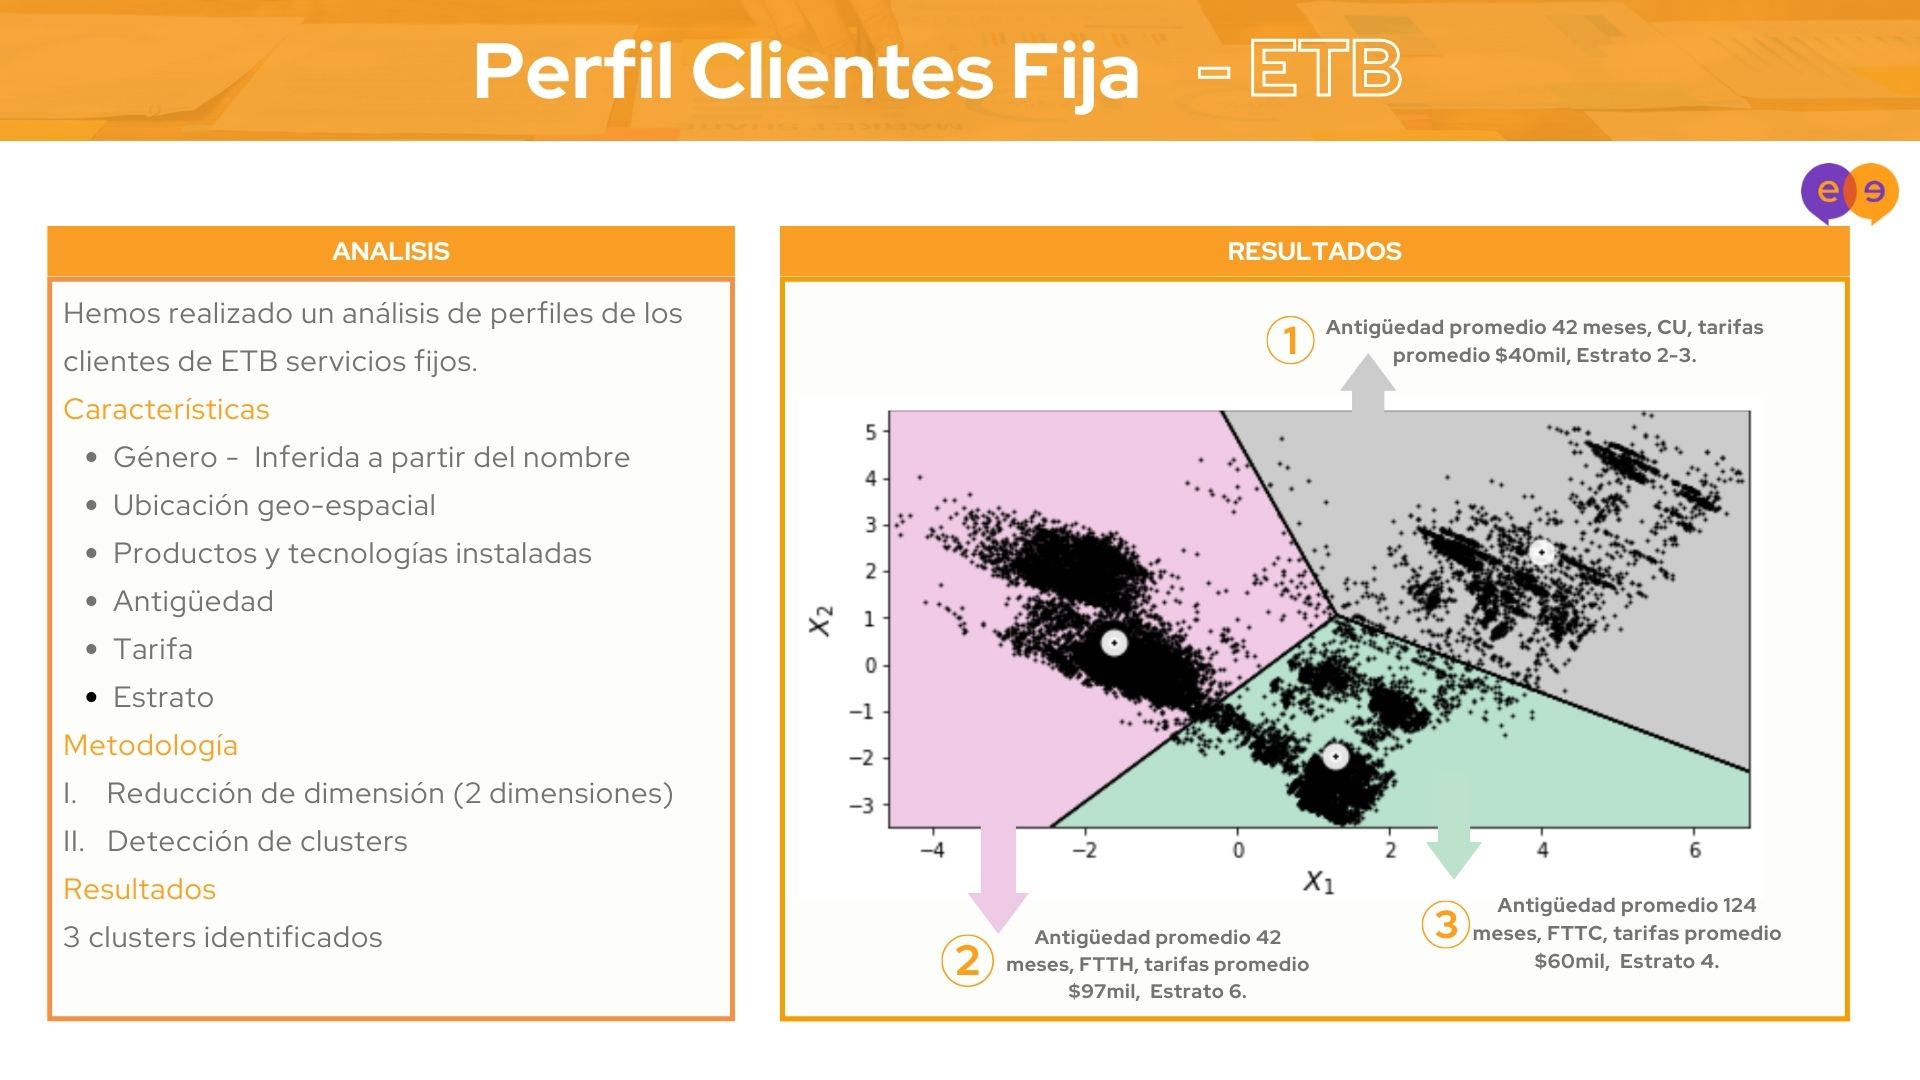 Perfil Clientes Fija - ETB
e e
ANALISIS
Hemos realizado un análisis de perfiles de los
clientes de ETB servicios fijos.
Características
• Género - Inferida a partir del nombre
• Ubicación geo-espacial
• Productos y tecnologías instaladas
• Antigüedad
• Tarifa
• Estrato
Metodología
I. Reducción de dimensión (2 dimensiones)
II. Detección de clusters
Resultados
3 clusters identificados
RESULTADOS
1
Antigüedad promedio 42 meses, CU, tarifas
promedio $40mil, Estrato 2-3.
5
4
3
2
1
0
−1
−2
−3
X2
−4 −2 0 2 4 6
X1
2
Antigüedad promedio 42
meses, FTTH, tarifas promedio
$97mil, Estrato 6.
3
Antigüedad promedio 124
meses, FTTC, tarifas promedio
$60mil, Estrato 4.